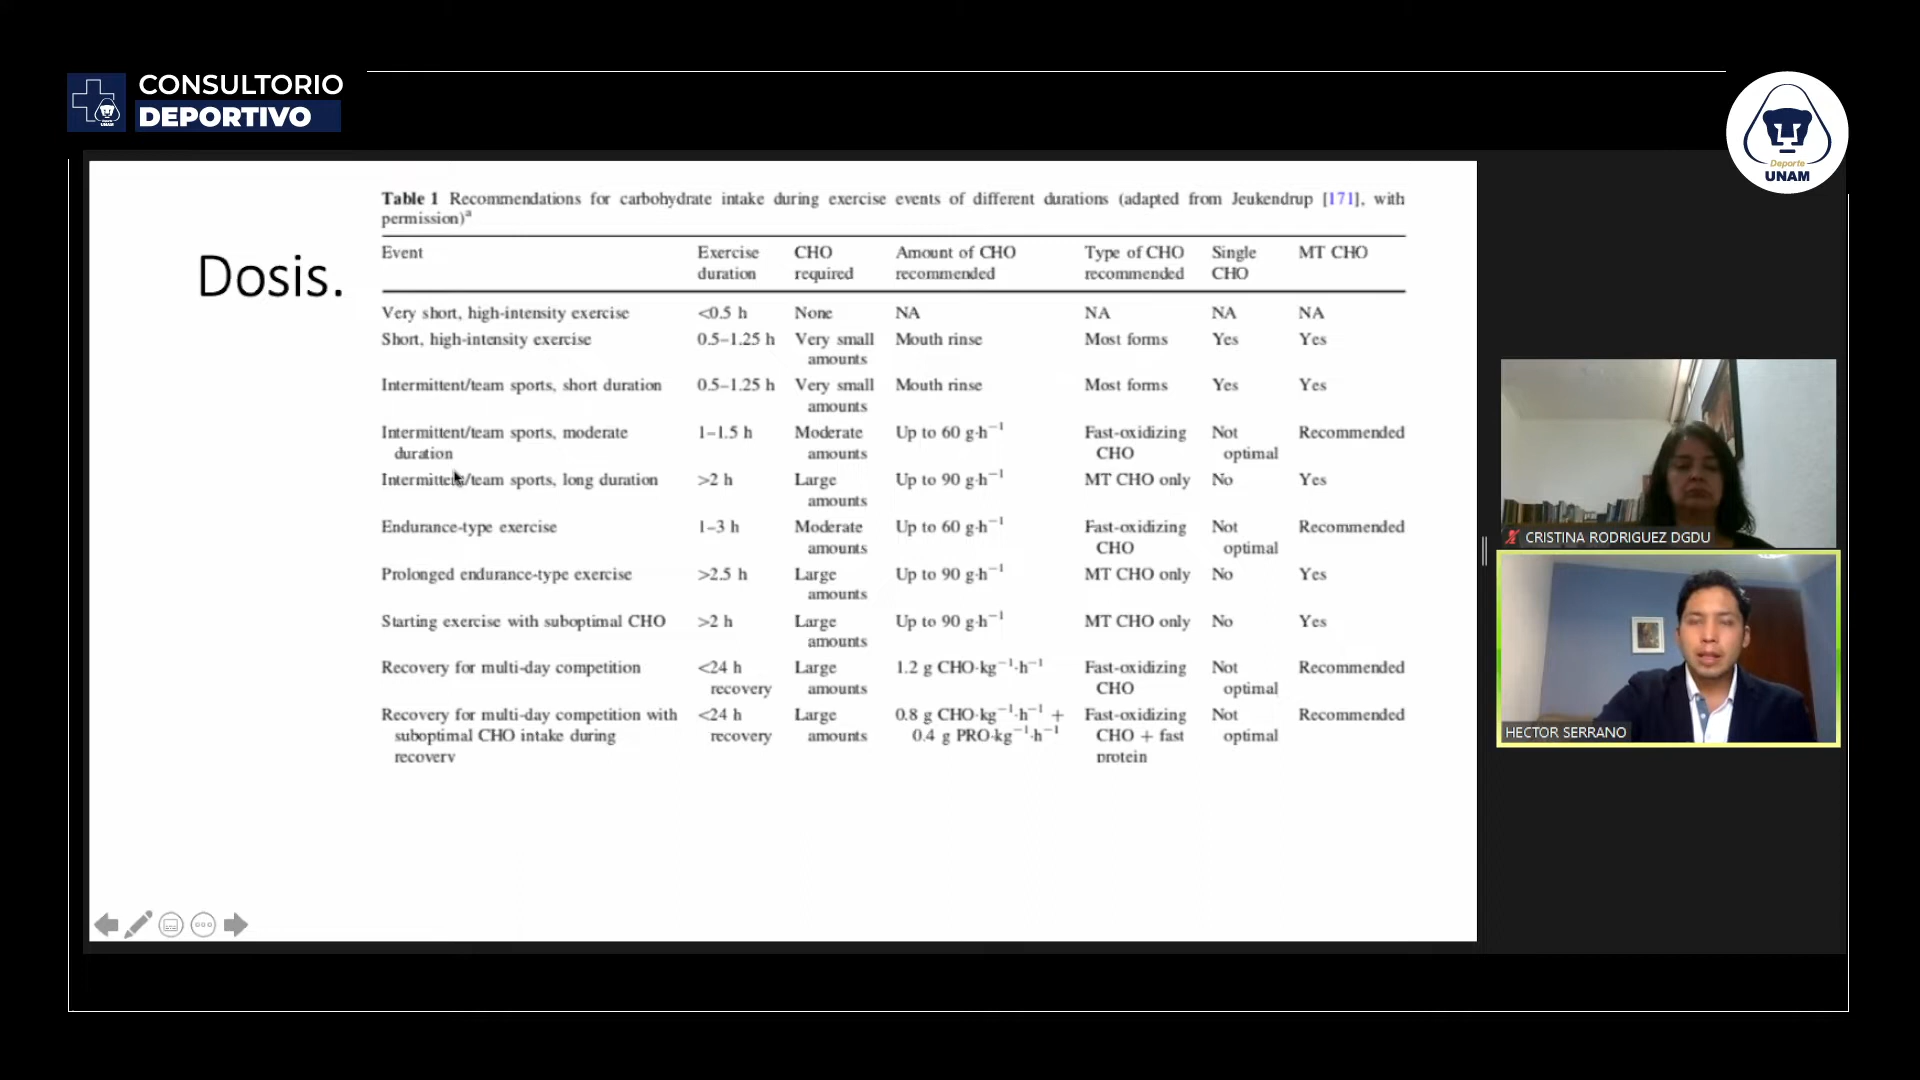 CONSULTORIO
DEPORTIVO
UNAM
Deporte
UNAM
Dosis.
Table 1 Recommendations for carbohydrate intake during exercise events of different durations (adapted from Jeukendrup [171], with
permission)ᵃ
Event Exercise duration CHO required Amount of CHO recommended Type of CHO recommended Single CHO MT CHO
Very short, high-intensity exercise <0.5 h None NA NA NA NA
Short, high-intensity exercise 0.5–1.25 h Very small amounts Mouth rinse Most forms Yes Yes
Intermittent/team sports, short duration 0.5–1.25 h Very small amounts Mouth rinse Most forms Yes Yes
Intermittent/team sports, moderate duration 1–1.5 h Moderate amounts Up to 60 g·h⁻¹ Fast-oxidizing CHO Not optimal Recommended
Intermittent/team sports, long duration >2 h Large amounts Up to 90 g·h⁻¹ MT CHO only No Yes
Endurance-type exercise 1–3 h Moderate amounts Up to 60 g·h⁻¹ Fast-oxidizing CHO Not optimal Recommended
Prolonged endurance-type exercise >2.5 h Large amounts Up to 90 g·h⁻¹ MT CHO only No Yes
Starting exercise with suboptimal CHO >2 h Large amounts Up to 90 g·h⁻¹ MT CHO only No Yes
Recovery for multi-day competition <24 h recovery Large amounts 1.2 g CHO·kg⁻¹·h⁻¹ Fast-oxidizing CHO Not optimal Recommended
Recovery for multi-day competition with suboptimal CHO intake during recovery <24 h recovery Large amounts 0.8 g CHO·kg⁻¹·h⁻¹ + 0.4 g PRO·kg⁻¹·h⁻¹ Fast-oxidizing CHO + fast protein Not optimal Recommended
CRISTINA RODRIGUEZ DGDU
HECTOR SERRANO